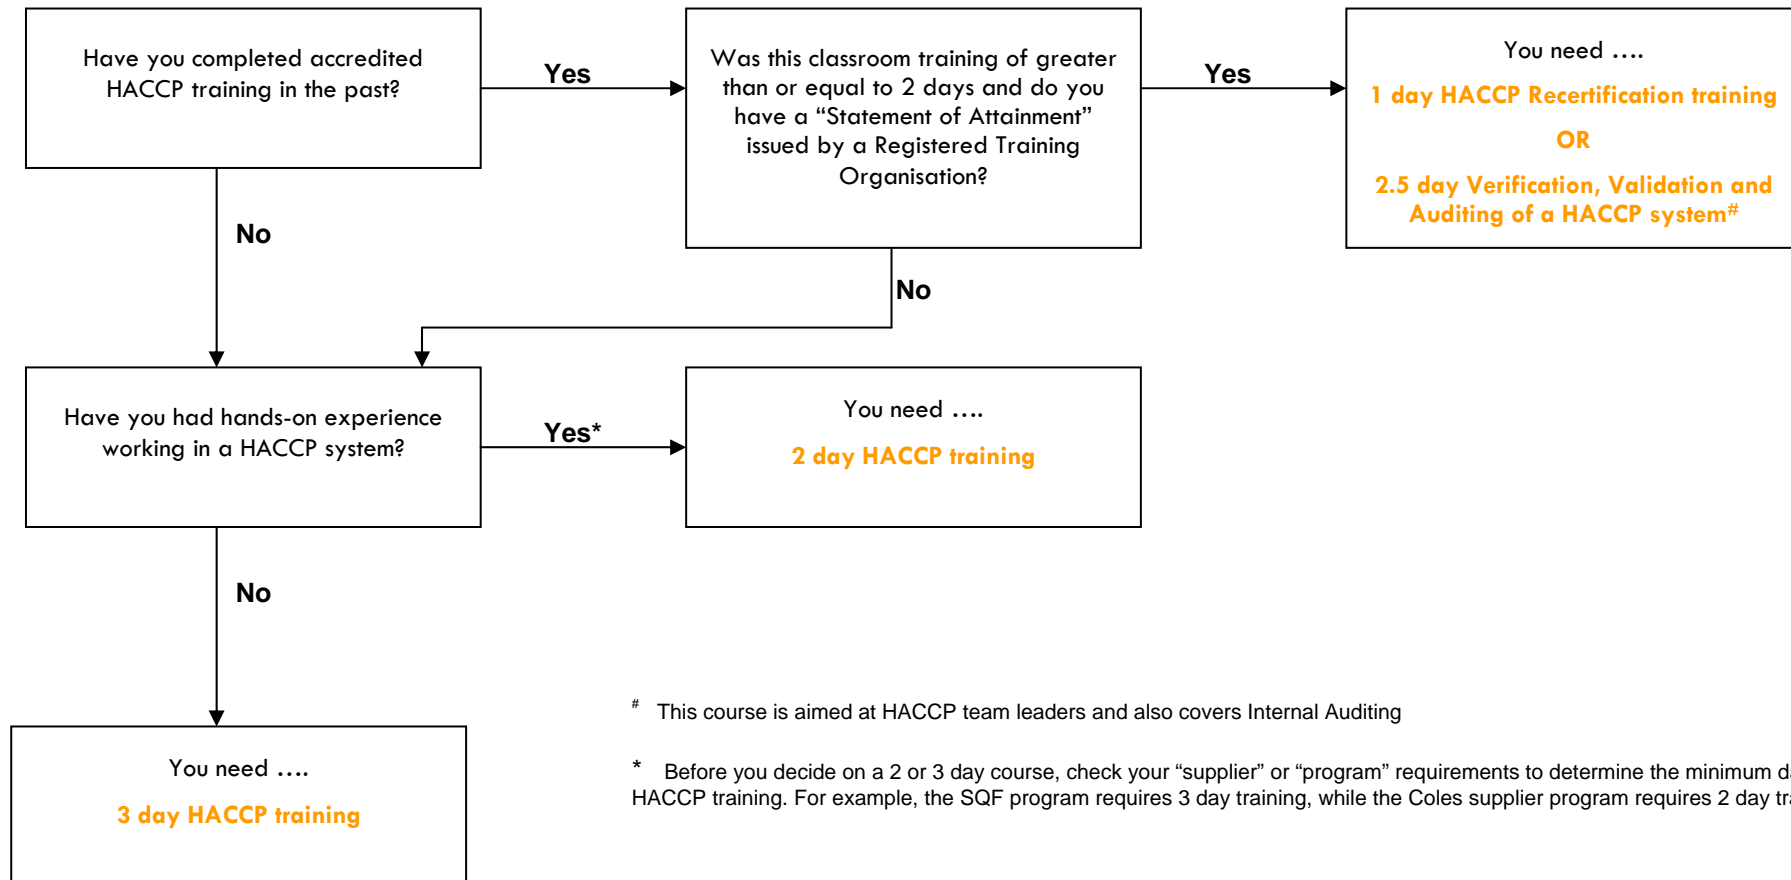 Have you completed accredited
HACCP training in the past?
Yes
Was this classroom training of greater
than or equal to 2 days and do you
have a “Statement of Attainment”
issued by a Registered Training
Organisation?
Yes
You need ….
1 day HACCP Recertification training
OR
2.5 day Verification, Validation and
Auditing of a HACCP system#
No
No
Have you had hands-on experience
working in a HACCP system?
Yes*
You need ….
2 day HACCP training
No
You need ….
3 day HACCP training
# This course is aimed at HACCP team leaders and also covers Internal Auditing
* Before you decide on a 2 or 3 day course, check your “supplier” or “program” requirements to determine the minimum
HACCP training. For example, the SQF program requires 3 day training, while the Coles supplier program requires 2 day